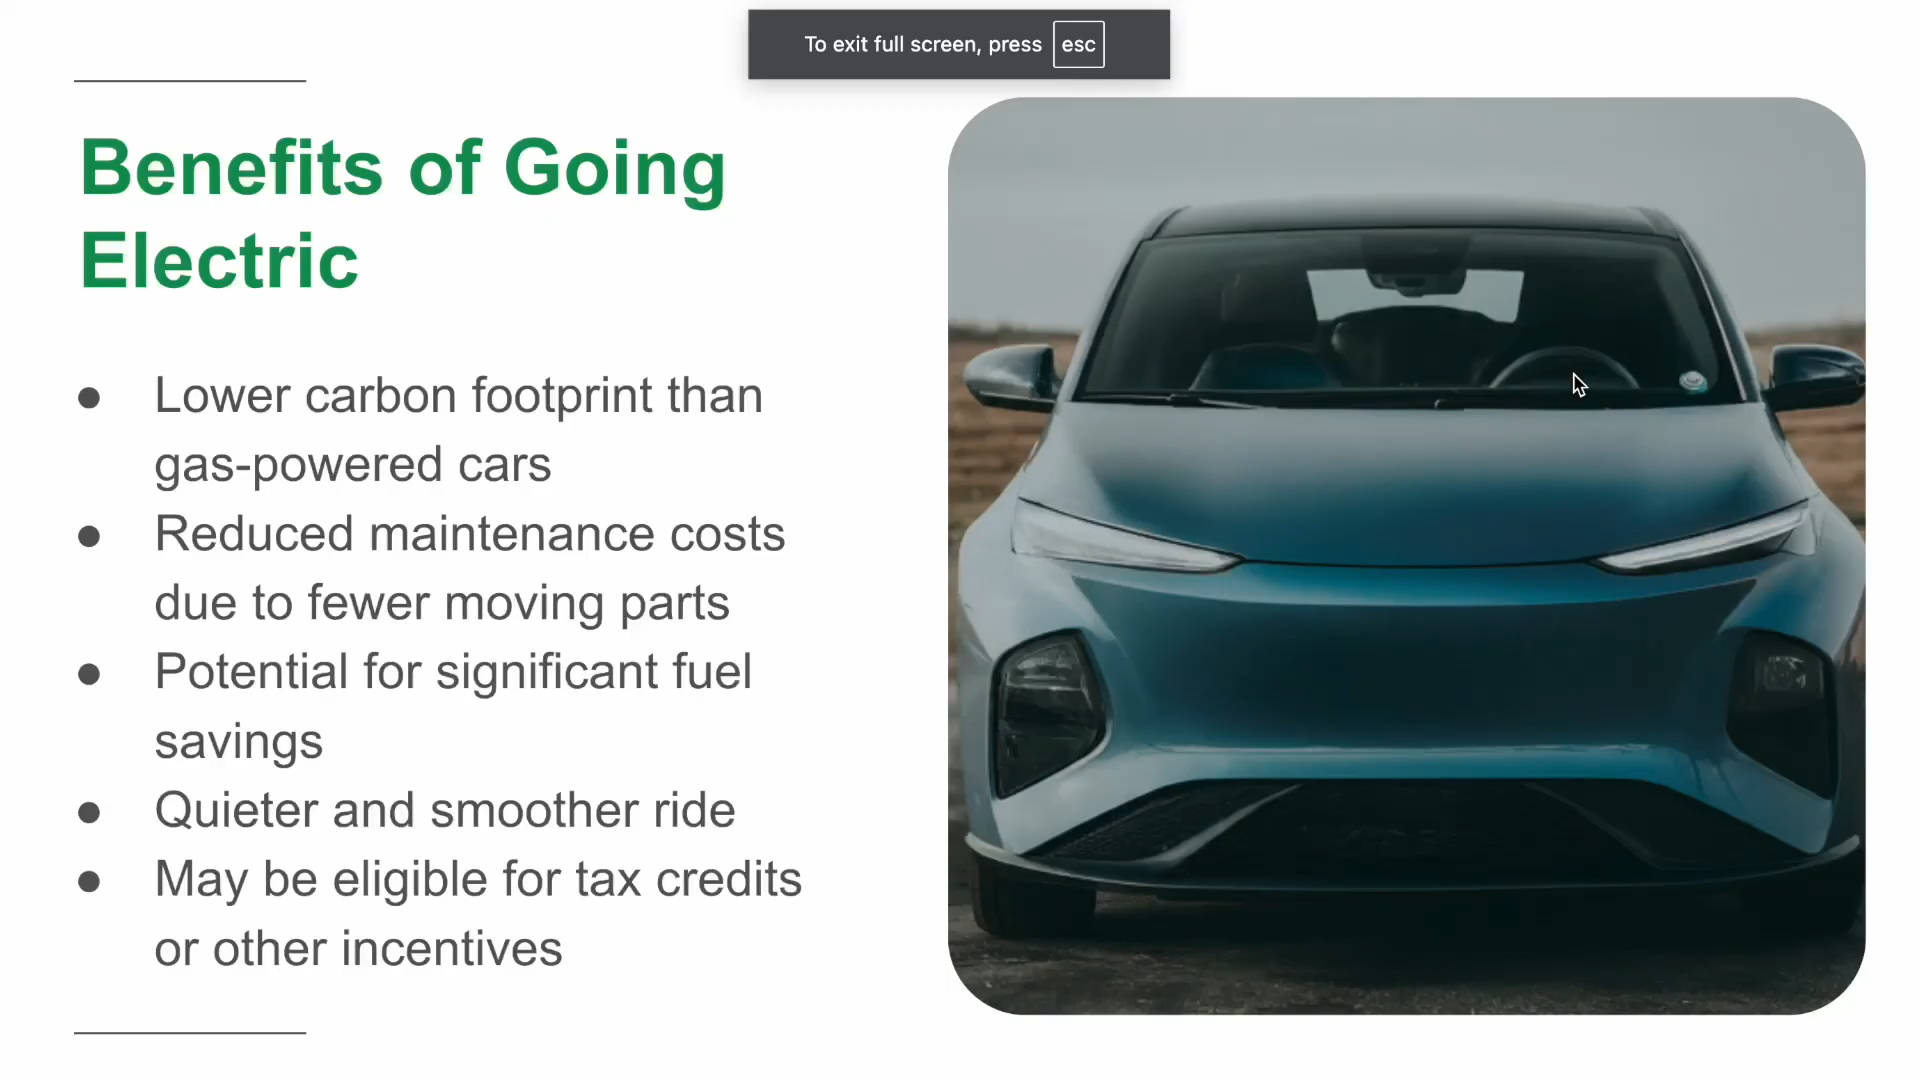 To exit full screen, press esc
Benefits of Going
Electric
● Lower carbon footprint than
gas-powered cars
● Reduced maintenance costs
due to fewer moving parts
● Potential for significant fuel
savings
● Quieter and smoother ride
● May be eligible for tax credits
or other incentives